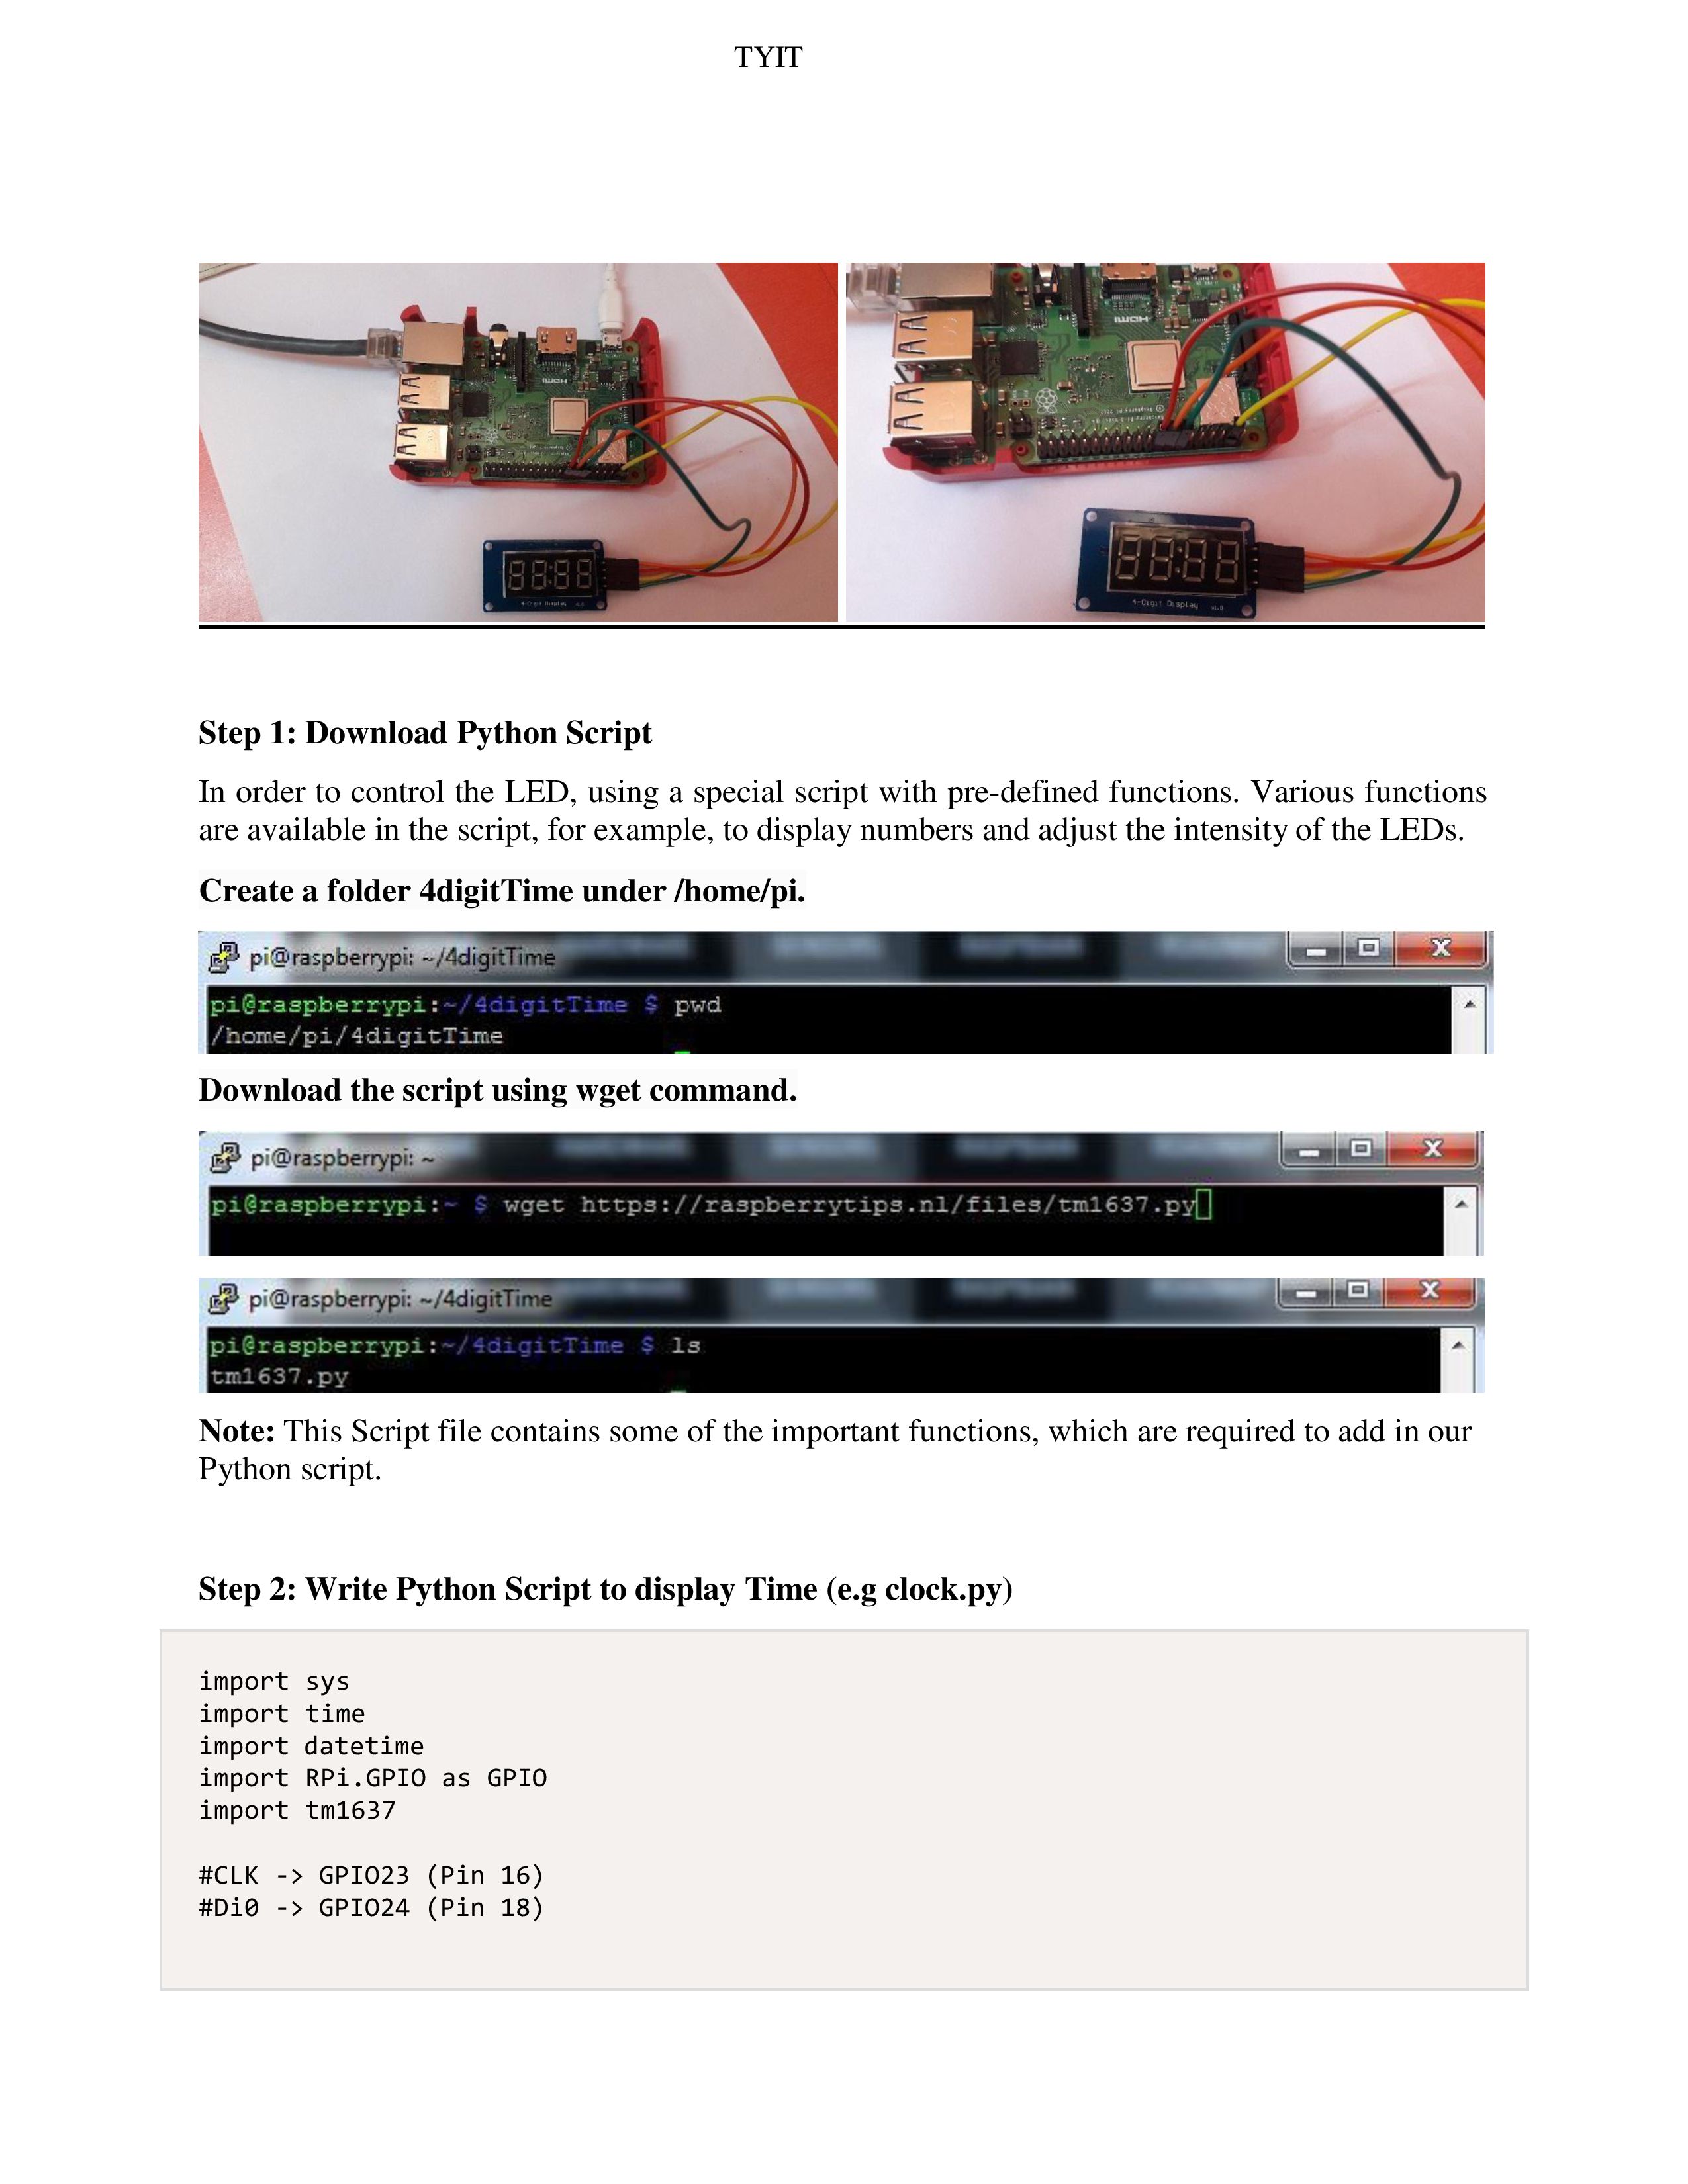 TYIT
HDMI
4-Digit Display v1.0
HDMI
4-Digit Display v1.0
Step 1: Download Python Script
In order to control the LED, using a special script with pre-defined functions. Various functions
are available in the script, for example, to display numbers and adjust the intensity of the LEDs.
Create a folder 4digitTime under /home/pi.
pi@raspberrypi: ~/4digitTime
pi@raspberrypi:~/4digitTime $ pwd
/home/pi/4digitTime
Download the script using wget command.
pi@raspberrypi: ~
pi@raspberrypi:~ $ wget https://raspberrytips.nl/files/tm1637.py
pi@raspberrypi: ~/4digitTime
pi@raspberrypi:~/4digitTime $ ls
tm1637.py
Note: This Script file contains some of the important functions, which are required to add in our
Python script.
Step 2: Write Python Script to display Time (e.g clock.py)
import sys
import time
import datetime
import RPi.GPIO as GPIO
import tm1637
#CLK -> GPIO23 (Pin 16)
#Di0 -> GPIO24 (Pin 18)